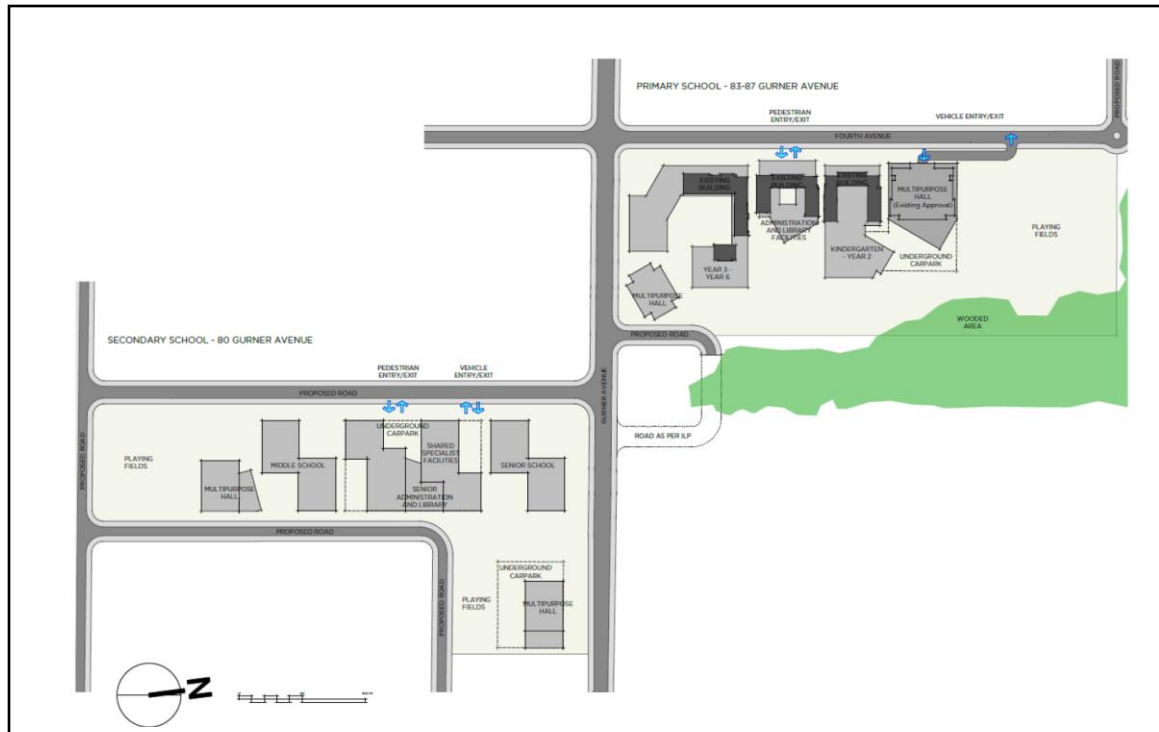 PRIMARY SCHOOL - 83-87 GURNER AVENUE
PROPOSED ROAD
PEDESTRIAN
ENTRY/EXIT
VEHICLE ENTRY/EXIT
FOURTH AVENUE
EXISTING
BUILDING
EXISTING
BUILDING
EXISTING
BUILDING
MULTIPURPOSE
HALL
(Existing Approval)
ADMINISTRATION
AND LIBRARY
FACILITIES
PLAYING
FIELDS
KINDERGARTEN
- YEAR 2
UNDERGROUND
CARPARK
YEAR 3 -
YEAR 6
MULTIPURPOSE
HALL
WOODED
AREA
PROPOSED ROAD
SECONDARY SCHOOL - 80 GURNER AVENUE
PEDESTRIAN
ENTRY/EXIT
VEHICLE
ENTRY/EXIT
PROPOSED ROAD
GURNER AVENUE
ROAD AS PER ILP
PROPOSED ROAD
PLAYING
FIELDS
MULTIPURPOSE
HALL
MIDDLE SCHOOL
UNDERGROUND
CARPARK
SHARED
SPECIALIST
FACILITIES
SENIOR
ADMINISTRATION
AND LIBRARY
SENIOR SCHOOL
PROPOSED ROAD
PROPOSED ROAD
UNDERGROUND
CARPARK
PLAYING
FIELDS
MULTIPURPOSE
HALL
N